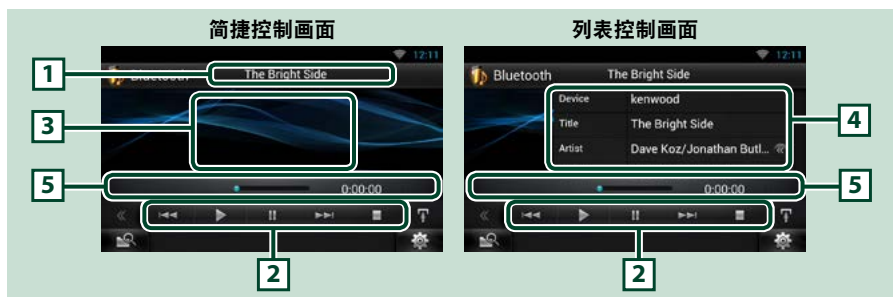 简捷控制画面
列表控制画面
12:11
12:11
1
Bluetooth
The Bright Side
Bluetooth
The Bright Side
3
Device
kenwood
4
Title
The Bright Side
Artist
Dave Koz/Jonathan Butl...
5
0:00:00
0:00:00
5
2
2